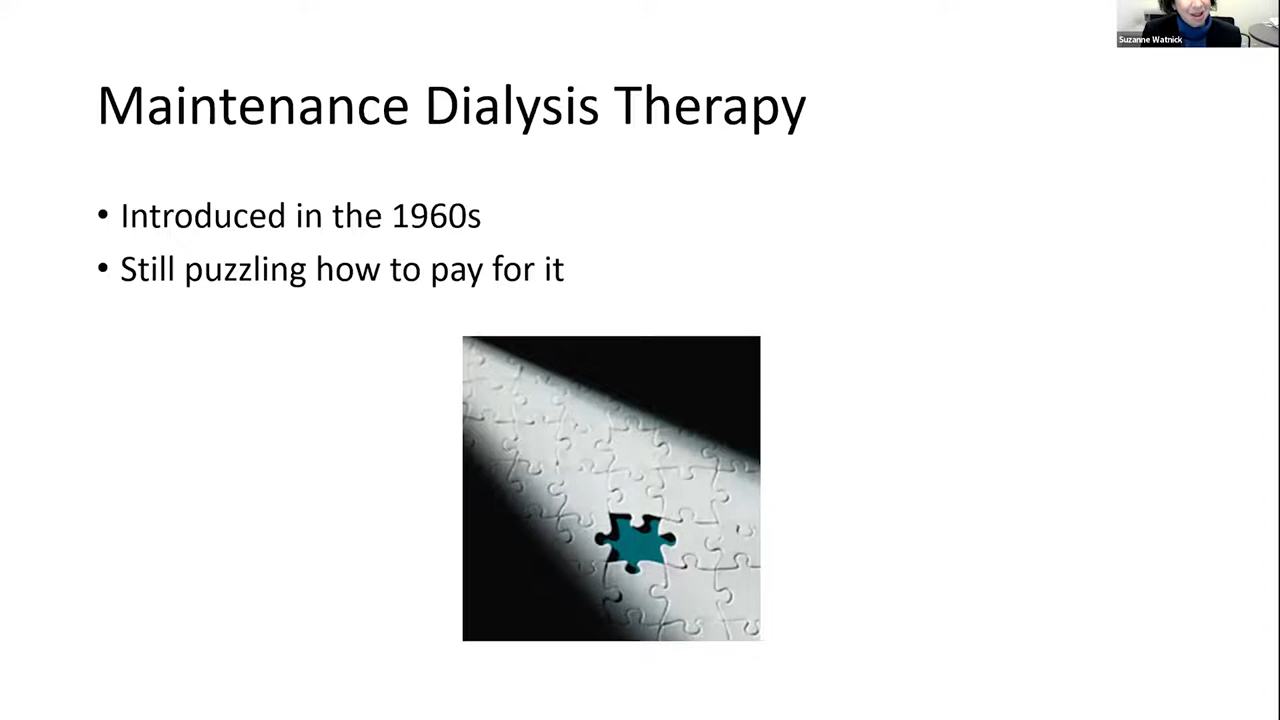 Suzanne Watnick
Maintenance Dialysis Therapy
• Introduced in the 1960s
• Still puzzling how to pay for it